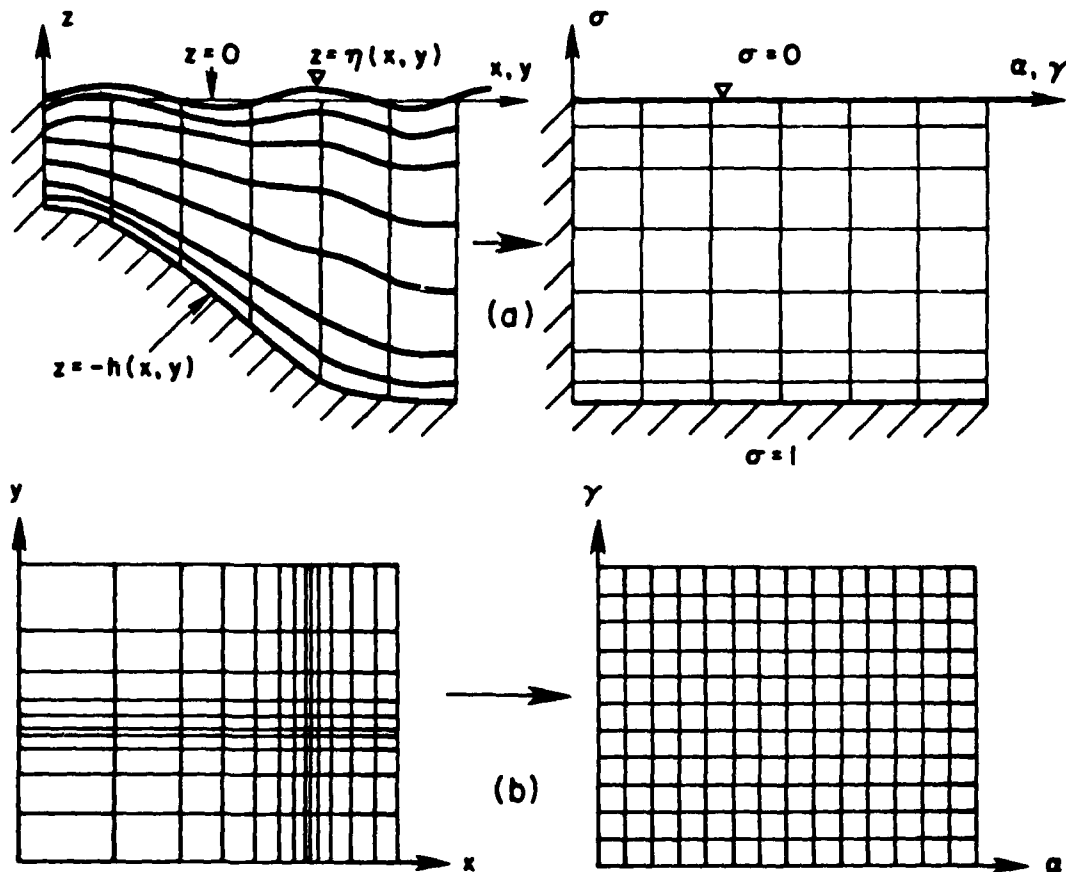 z
z=0
z=η(x,y)
x, y
z=-h(x,y)
(a)
σ
σ=0
α, γ
σ=1
y
x
(b)
γ
α